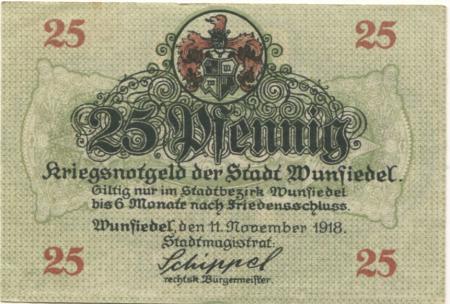 25 25
25 Pfennig
Kriegsnotgeld der Stadt Wunsiedel.
Giltig nur im Stadtbezirk Wunsiedel
bis 6 Monate nach Friedensschluss.
Wunsiedel, den 11. November 1918.
Stadtmagistrat:
Schippel
rechtsk. Bürgermeister.
25 25